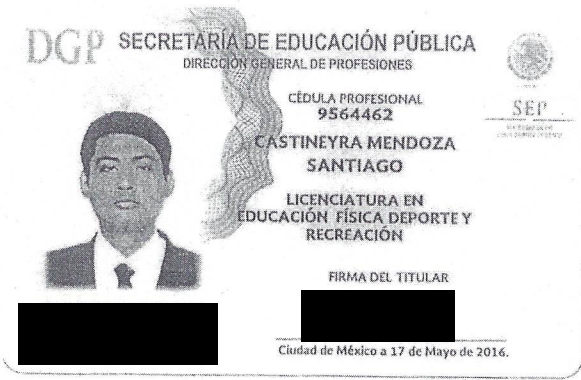 DGP
SECRETARÍA DE EDUCACIÓN PÚBLICA
DIRECCIÓN GENERAL DE PROFESIONES
CÉDULA PROFESIONAL
9564462
SEP
CASTINEYRA MENDOZA
SANTIAGO
LICENCIATURA EN
EDUCACIÓN FÍSICA DEPORTE Y
RECREACIÓN
FIRMA DEL TITULAR
Ciudad de México a 17 de Mayo de 2016.